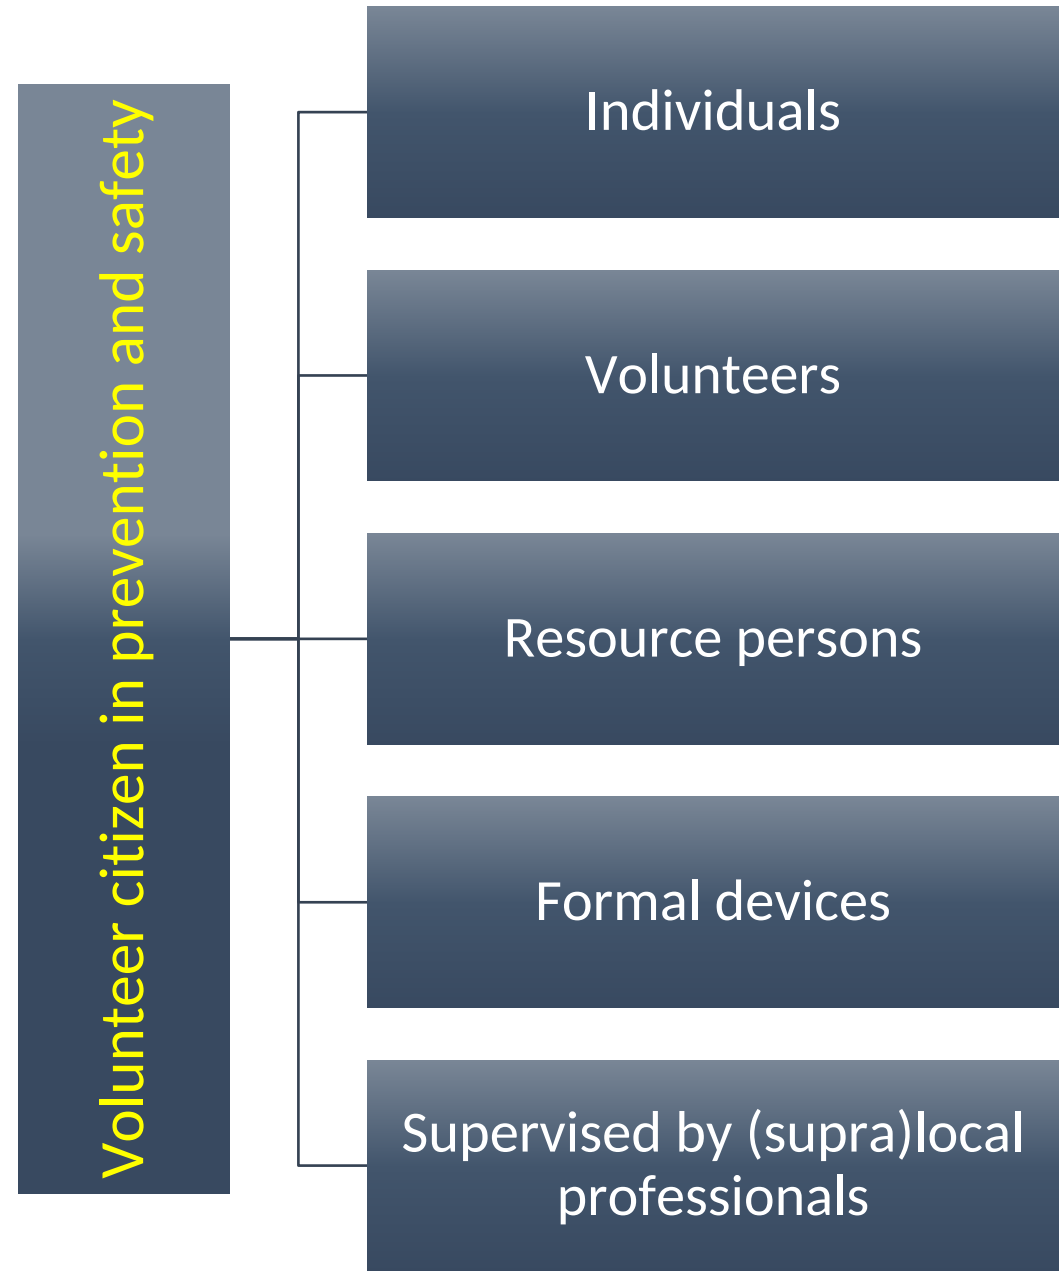 Volunteer citizen in prevention and safety
Individuals
Volunteers
Resource persons
Formal devices
Supervised by (supra)local
professionals